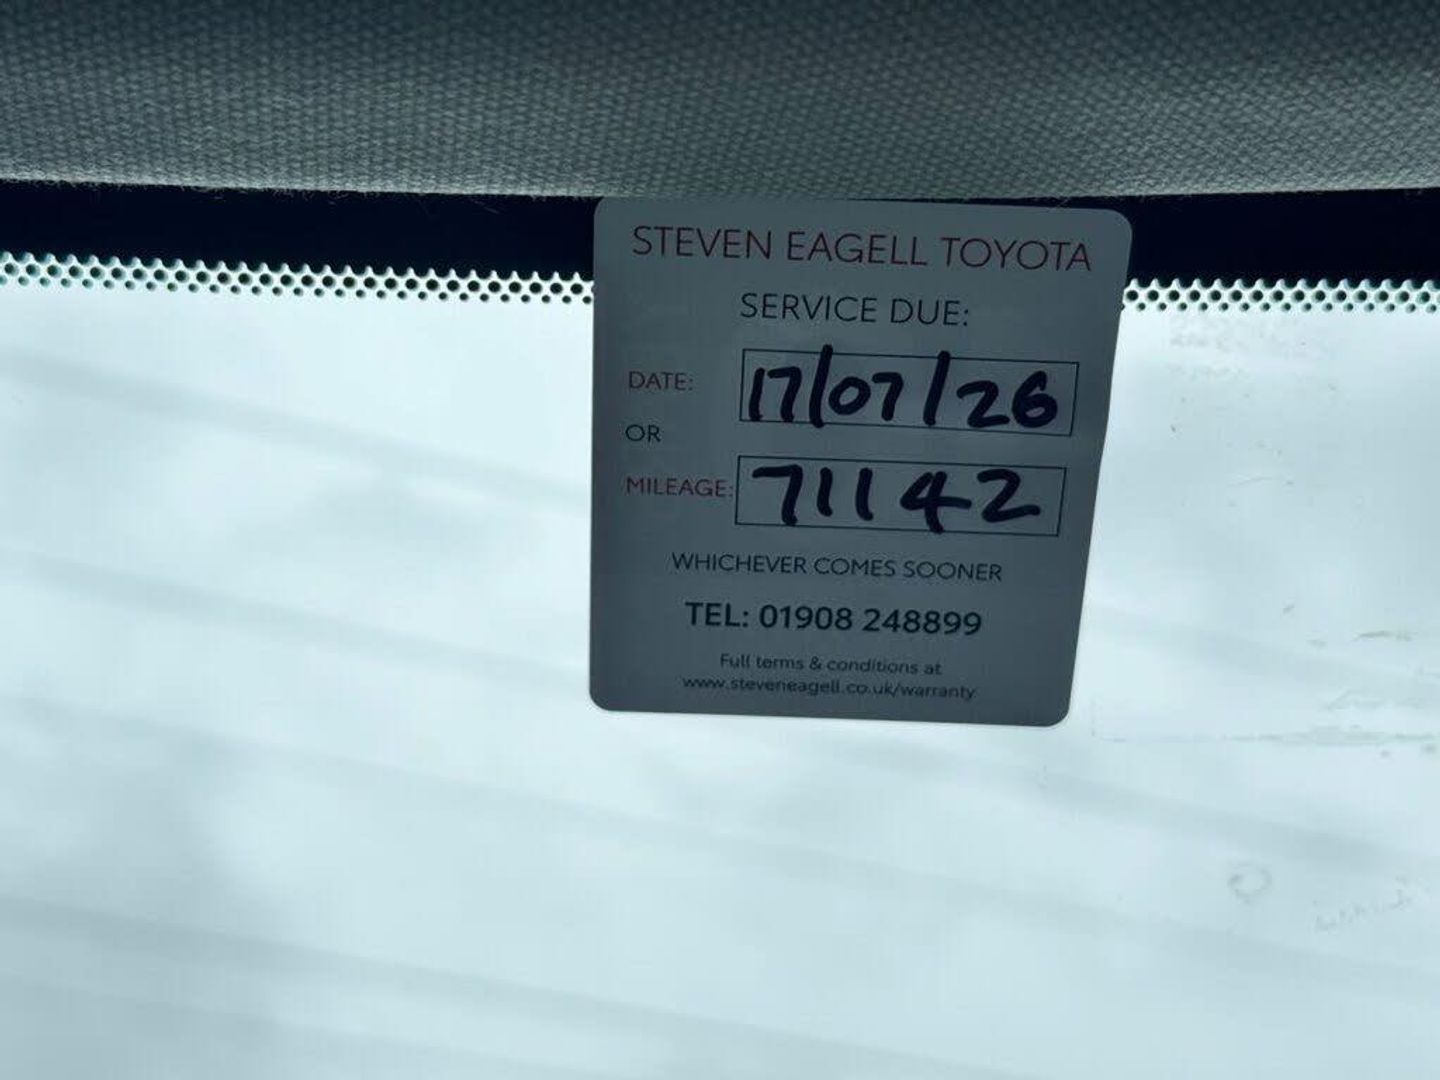 STEVEN EAGELL TOYOTA
SERVICE DUE:
DATE: 17/07/26
OR
MILEAGE: 71142
WHICHEVER COMES SOONER
TEL: 01908 248899
Full terms & conditions at
www.steveneagell.co.uk/warranty